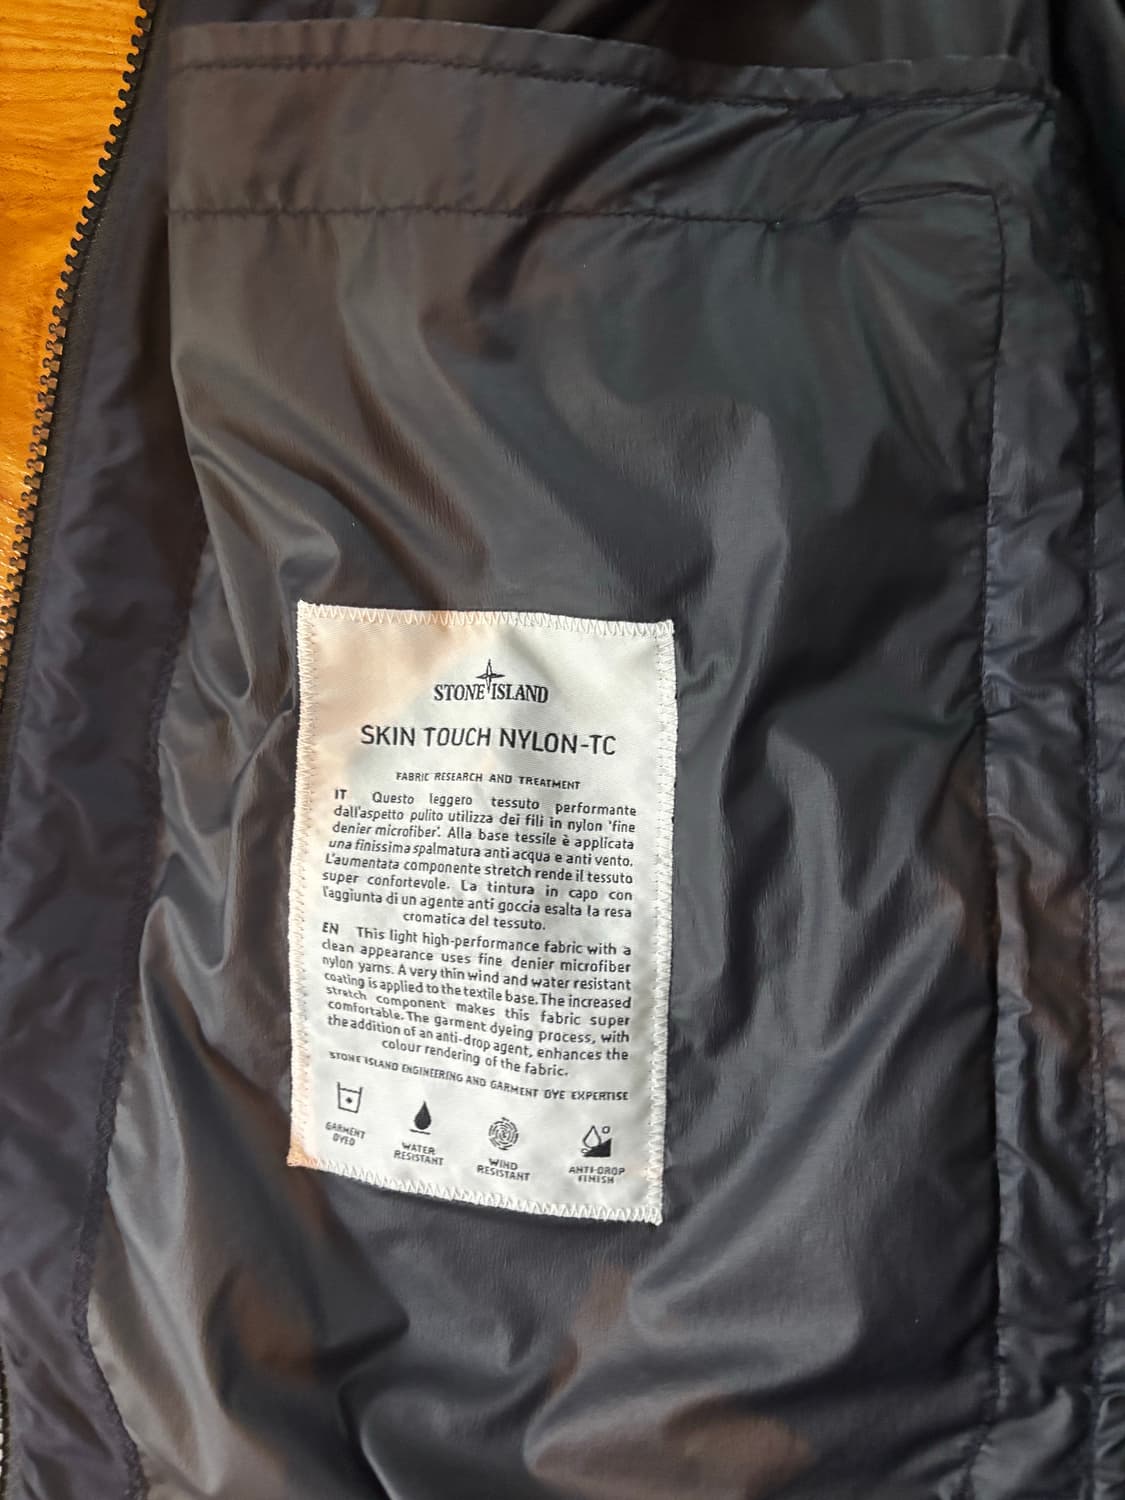 STONE ISLAND
SKIN TOUCH NYLON-TC
FABRIC RESEARCH AND TREATMENT
IT Questo leggero tessuto performante
dall'aspetto pulito utilizza dei fili in nylon 'fine
denier microfiber'. Alla base tessile è applicata
una finissima spalmatura anti acqua e anti vento.
L'aumentata componente stretch rende il tessuto
super confortevole. La tintura in capo con
l'aggiunta di un agente anti goccia esalta la resa
cromatica del tessuto.
EN This light high-performance fabric with a
clean appearance uses fine denier microfiber
nylon yarns. A very thin wind and water resistant
coating is applied to the textile base. The increased
stretch component makes this fabric super
comfortable. The garment dyeing process, with
the addition of an anti-drop agent, enhances the
colour rendering of the fabric.
STONE ISLAND ENGINEERING AND GARMENT DYE EXPERTISE
GARMENT
DYED
WATER
RESISTANT
WIND
RESISTANT
ANTI-DROP
FINISH